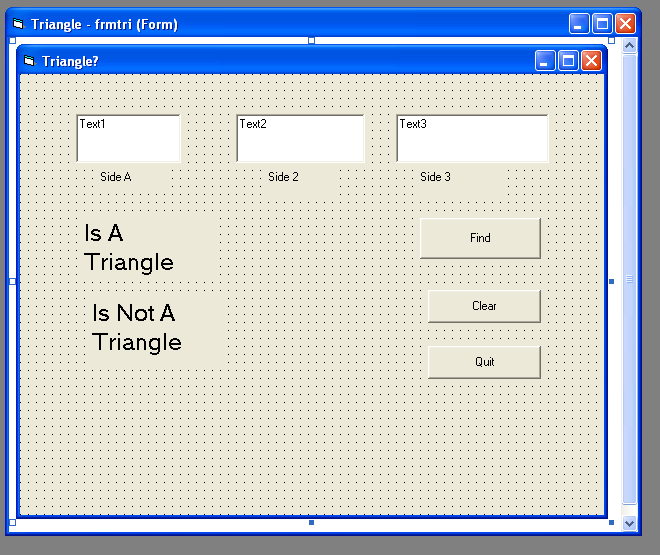 Triangle - frmtri (Form)
Triangle?
Text1
Text2
Text3
Side A
Side 2
Side 3
Is A
Triangle
Find
Is Not A
Triangle
Clear
Quit